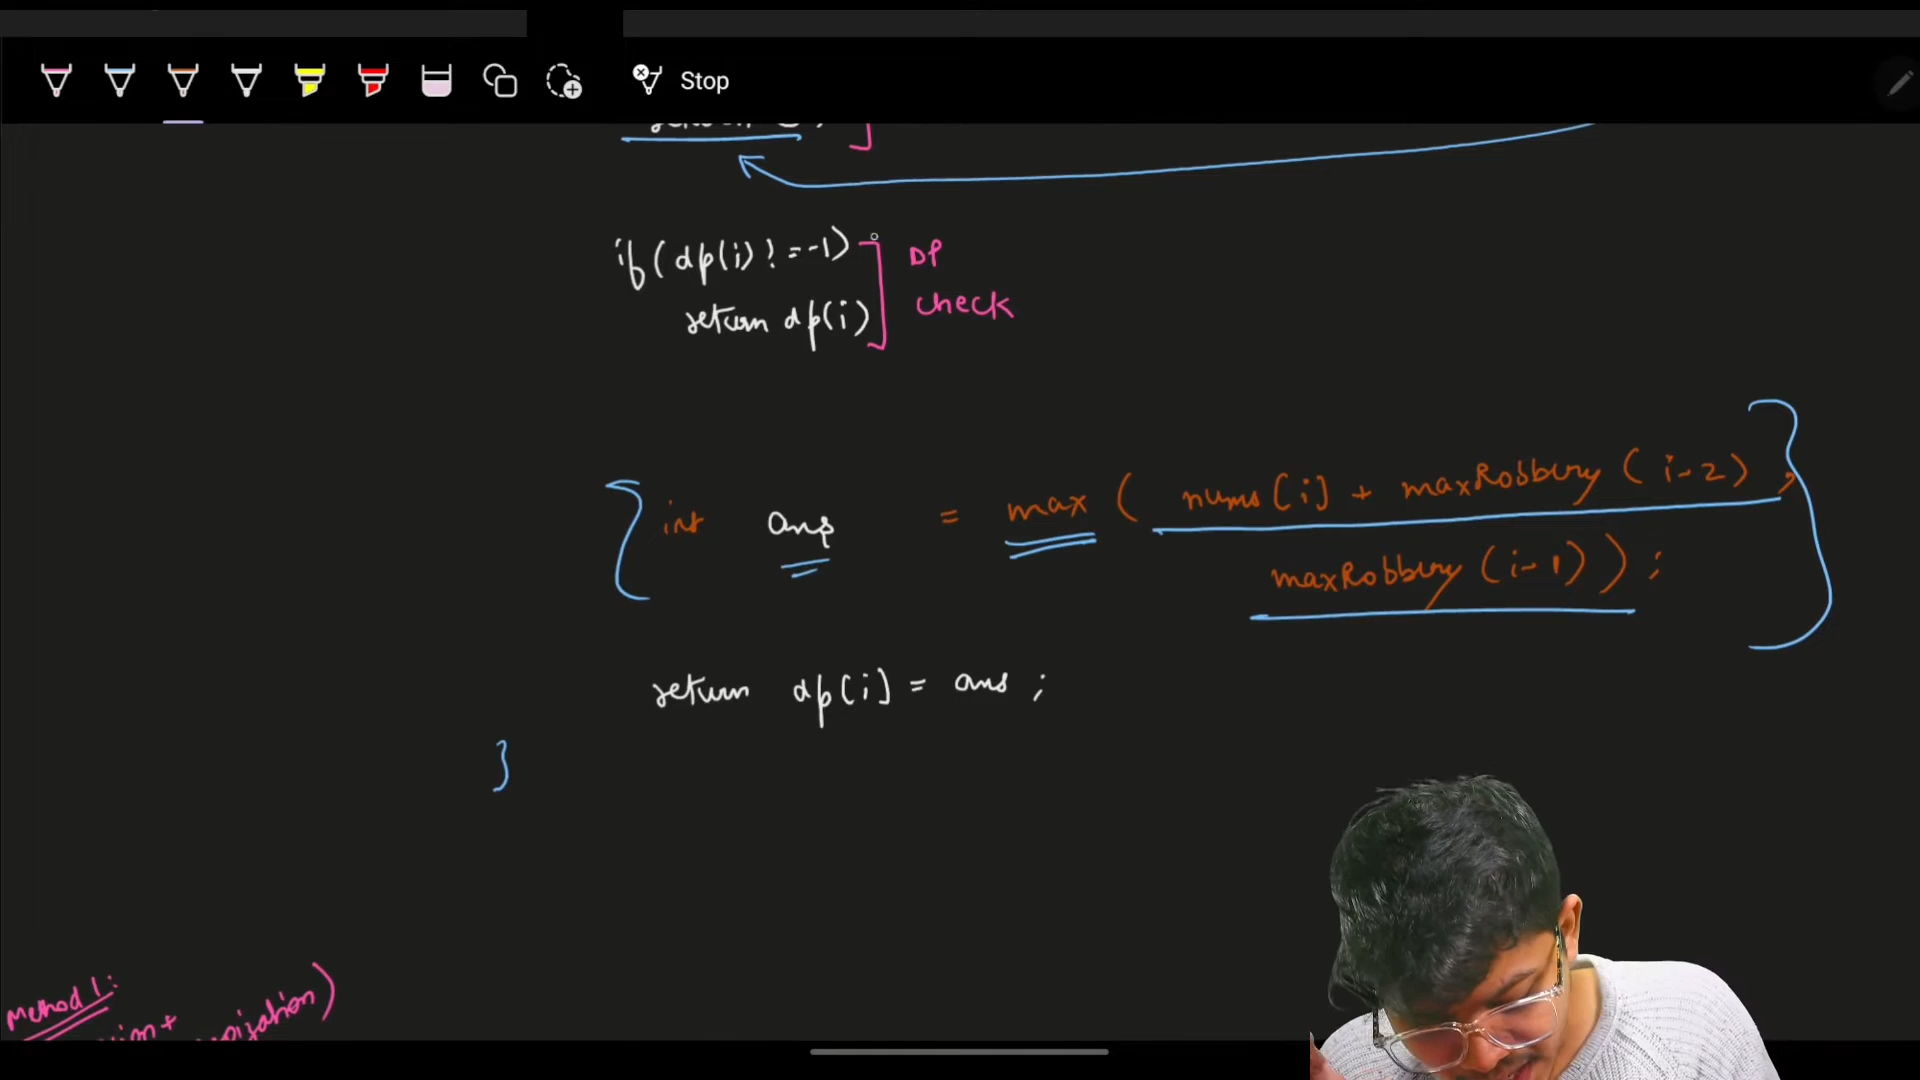 Stop
if(dp(i)!=-1)
return dp(i)
DP
check
int ans = max ( nums[i] + maxRobbery (i-2) ,
maxRobbery (i-1) ) ;
return dp[i] = ans ;
}
Method 1: